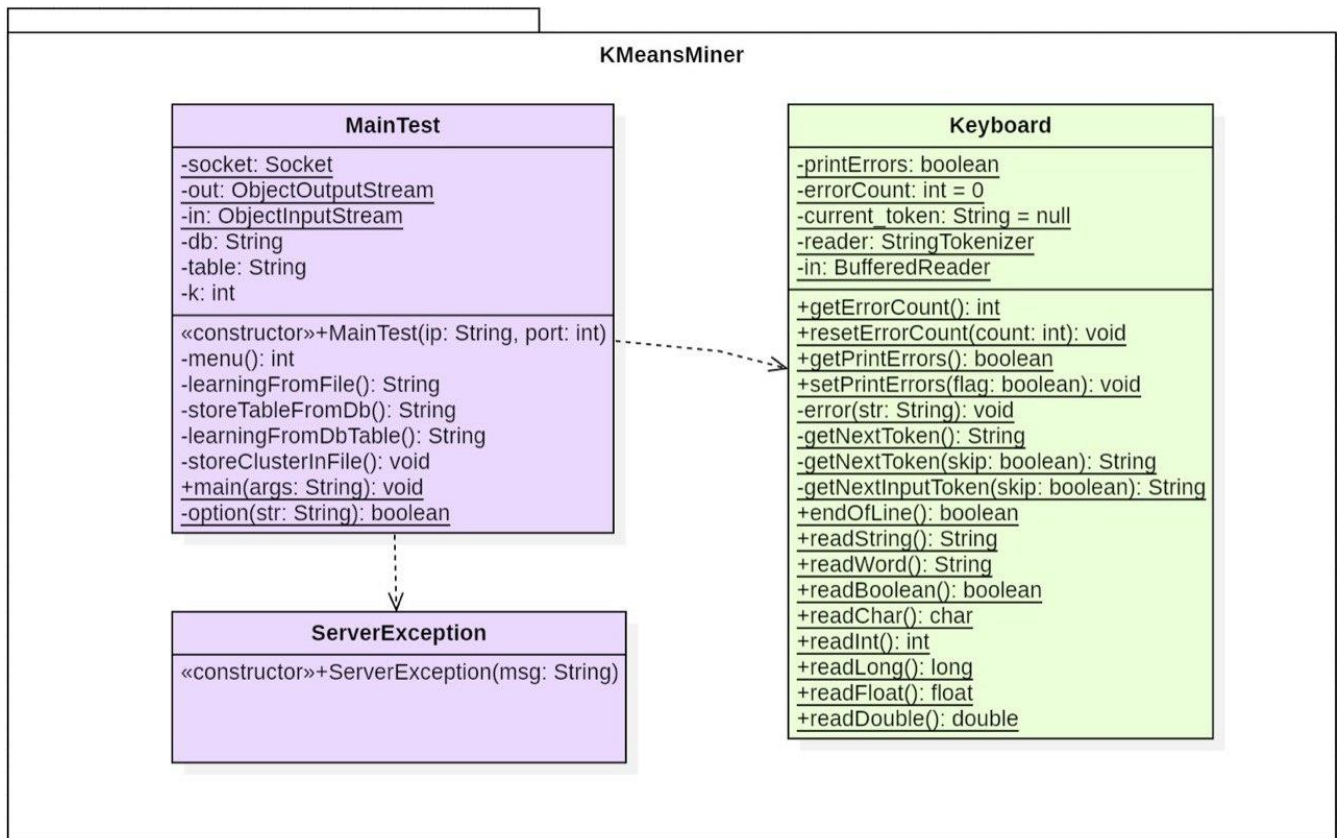 KMeansMiner
MainTest
-socket: Socket
-out: ObjectOutputStream
-in: ObjectInputStream
-db: String
-table: String
-k: int
«constructor»+MainTest(ip: String, port: int)
-menu(): int
-learningFromFile(): String
-storeTableFromDb(): String
-learningFromDbTable(): String
-storeClusterInFile(): void
+main(args: String): void
-option(str: String): boolean
Keyboard
-printErrors: boolean
-errorCount: int = 0
-current_token: String = null
-reader: StringTokenizer
-in: BufferedReader
+getErrorCount(): int
+resetErrorCount(count: int): void
+getPrintErrors(): boolean
+setPrintErrors(flag: boolean): void
-error(str: String): void
-getNextToken(): String
-getNextToken(skip: boolean): String
-getNextInputToken(skip: boolean): String
+endOfLine(): boolean
+readString(): String
+readWord(): String
+readBoolean(): boolean
+readChar(): char
+readInt(): int
+readLong(): long
+readFloat(): float
+readDouble(): double
ServerException
«constructor»+ServerException(msg: String)